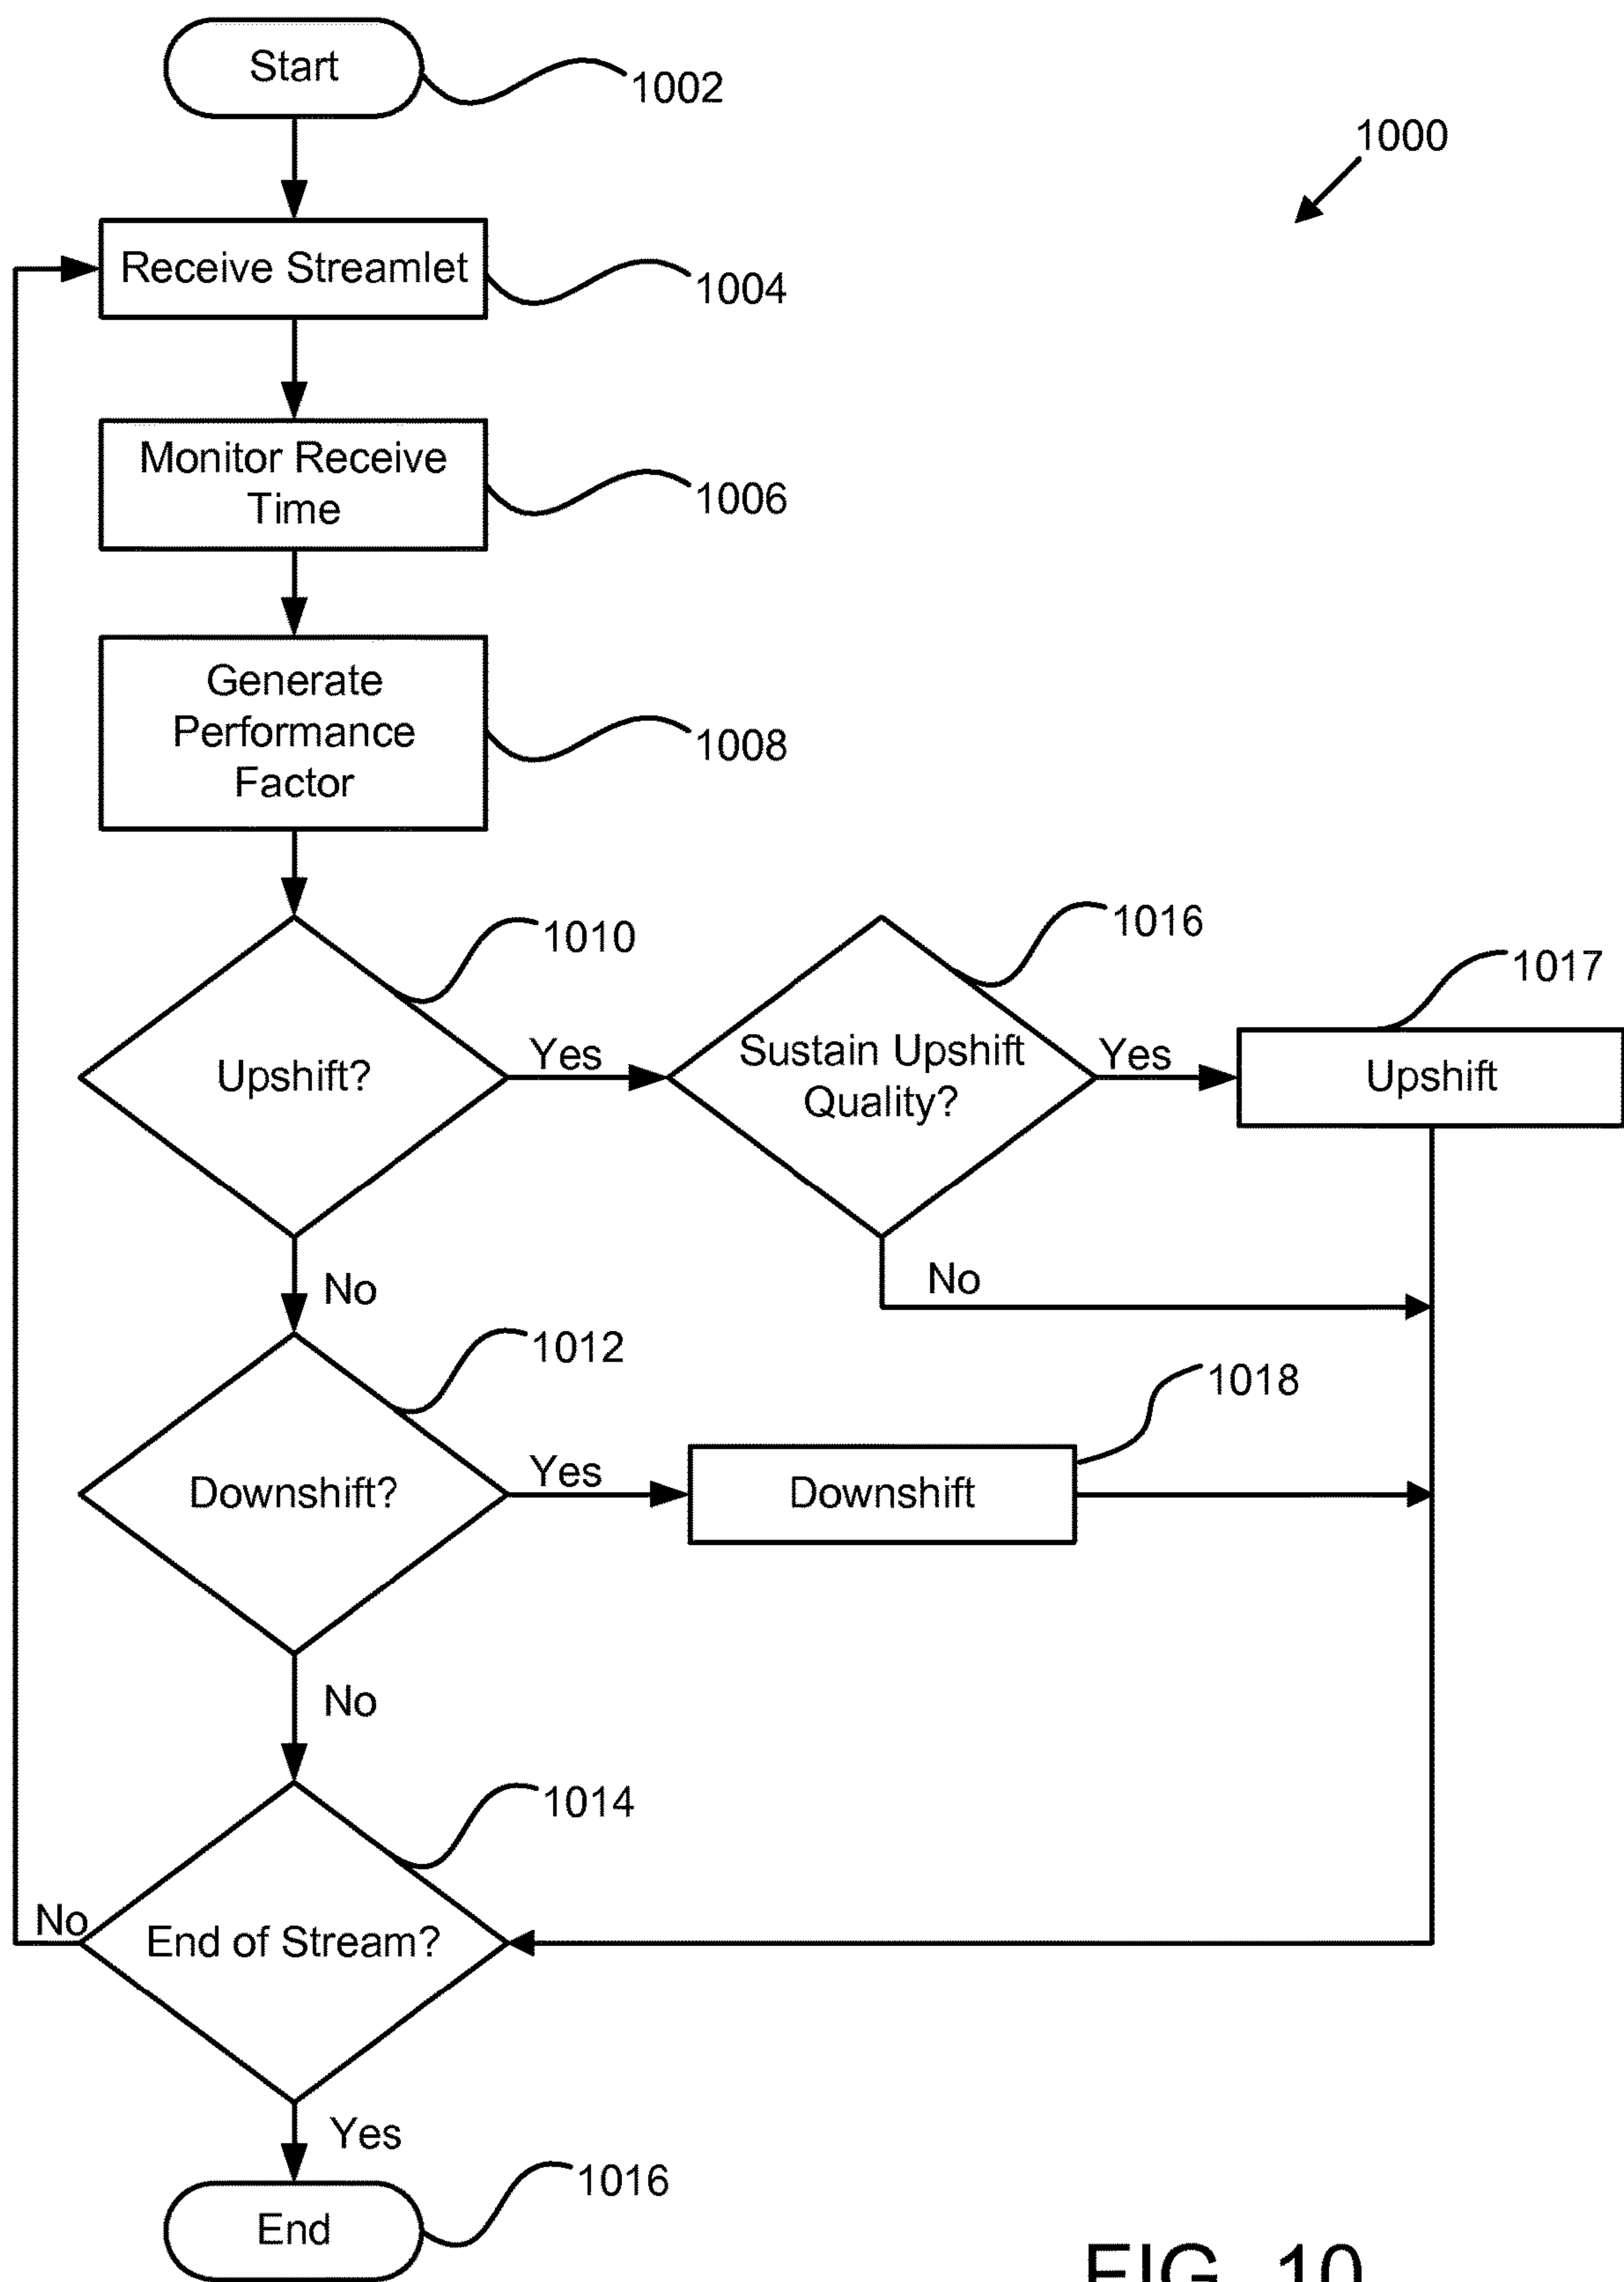 Start
1002
1000
Receive Streamlet
1004
Monitor Receive
Time
1006
Generate
Performance
Factor
1008
1010
1016
1017
Upshift?
Yes
Sustain Upshift
Quality?
Yes
Upshift
No
No
1012
1018
Downshift?
Yes
Downshift
No
1014
No
End of Stream?
Yes
1016
End
FIG. 10